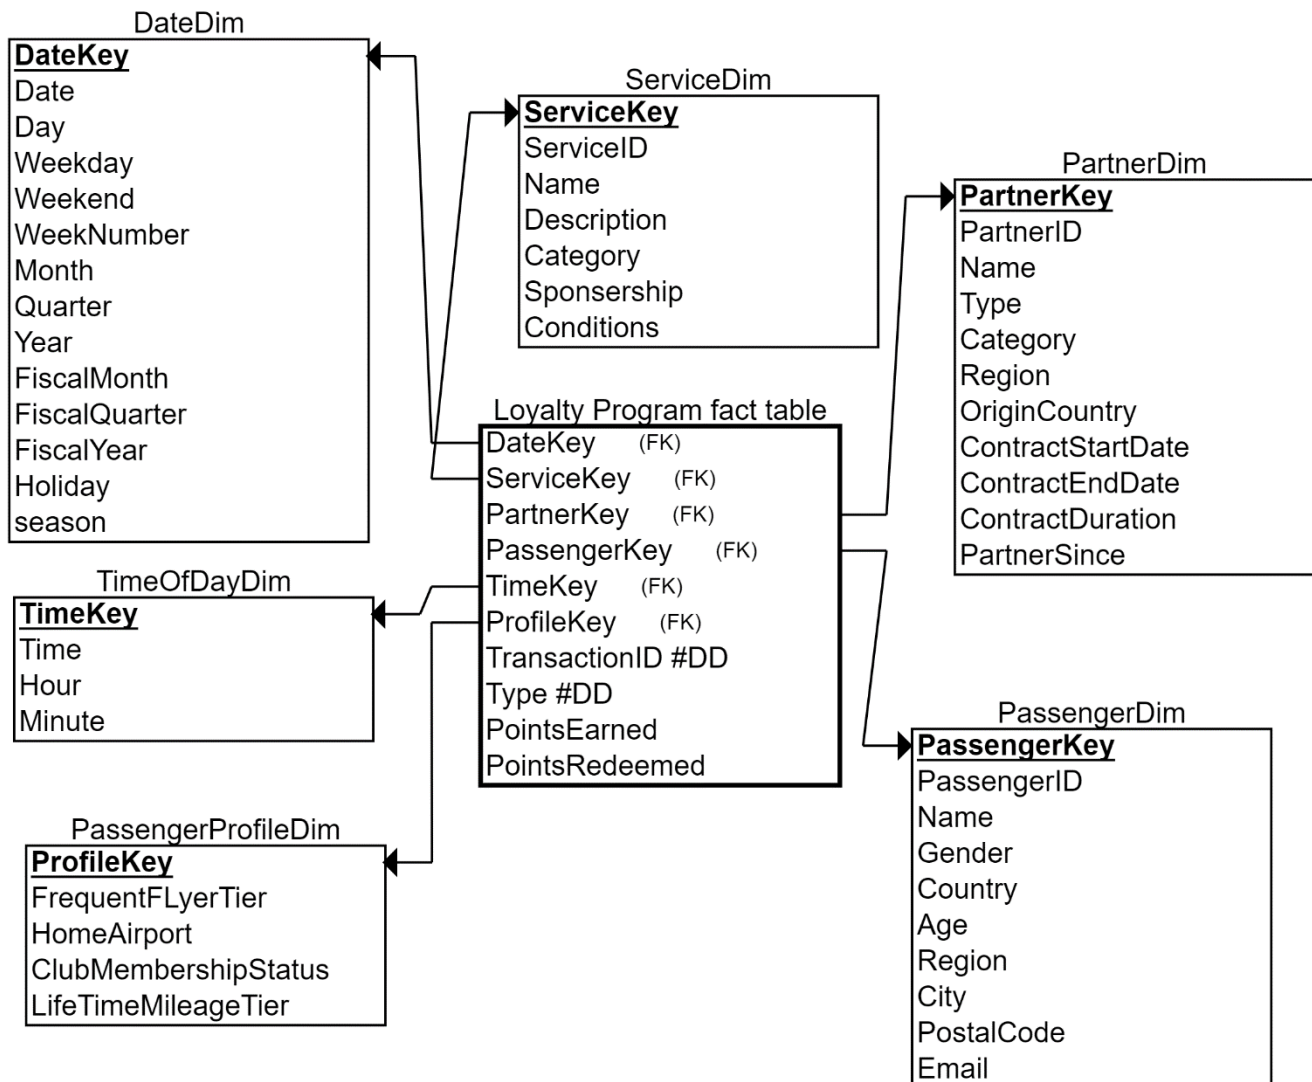 DateDim
DateKey
Date
Day
Weekday
Weekend
WeekNumber
Month
Quarter
Year
FiscalMonth
FiscalQuarter
FiscalYear
Holiday
season
ServiceDim
ServiceKey
ServiceID
Name
Description
Category
Sponsership
Conditions
PartnerDim
PartnerKey
PartnerID
Name
Type
Category
Region
OriginCountry
ContractStartDate
ContractEndDate
ContractDuration
PartnerSince
Loyalty Program fact table
DateKey (FK)
ServiceKey (FK)
PartnerKey (FK)
PassengerKey (FK)
TimeKey (FK)
ProfileKey (FK)
TransactionID #DD
Type #DD
PointsEarned
PointsRedeemed
TimeOfDayDim
TimeKey
Time
Hour
Minute
PassengerProfileDim
ProfileKey
FrequentFLyerTier
HomeAirport
ClubMembershipStatus
LifeTimeMileageTier
PassengerDim
PassengerKey
PassengerID
Name
Gender
Country
Age
Region
City
PostalCode
Email